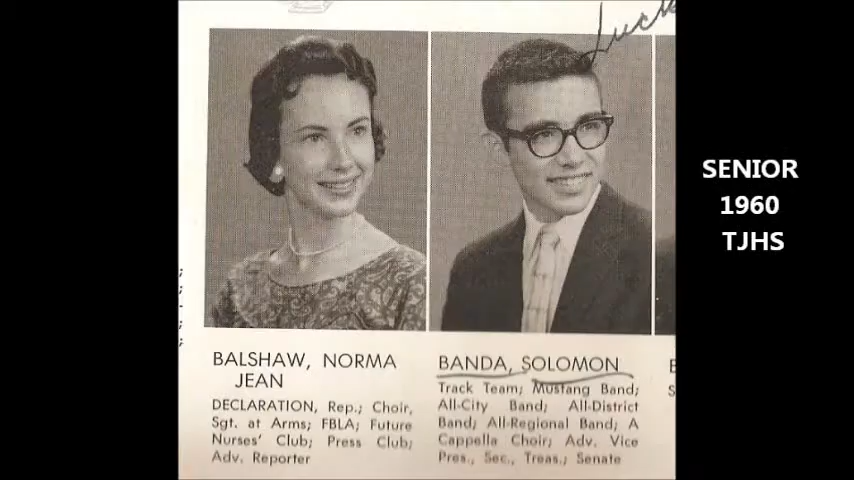 Luck
BALSHAW, NORMA
JEAN
DECLARATION, Rep.; Choir,
Sgt. at Arms; FBLA; Future
Nurses' Club; Press Club;
Adv. Reporter
BANDA, SOLOMON
Track Team; Mustang Band;
All-City Band; All-District
Band; All-Regional Band; A
Cappella Choir; Adv. Vice
Pres., Sec., Treas.; Senate
SENIOR
1960
TJHS